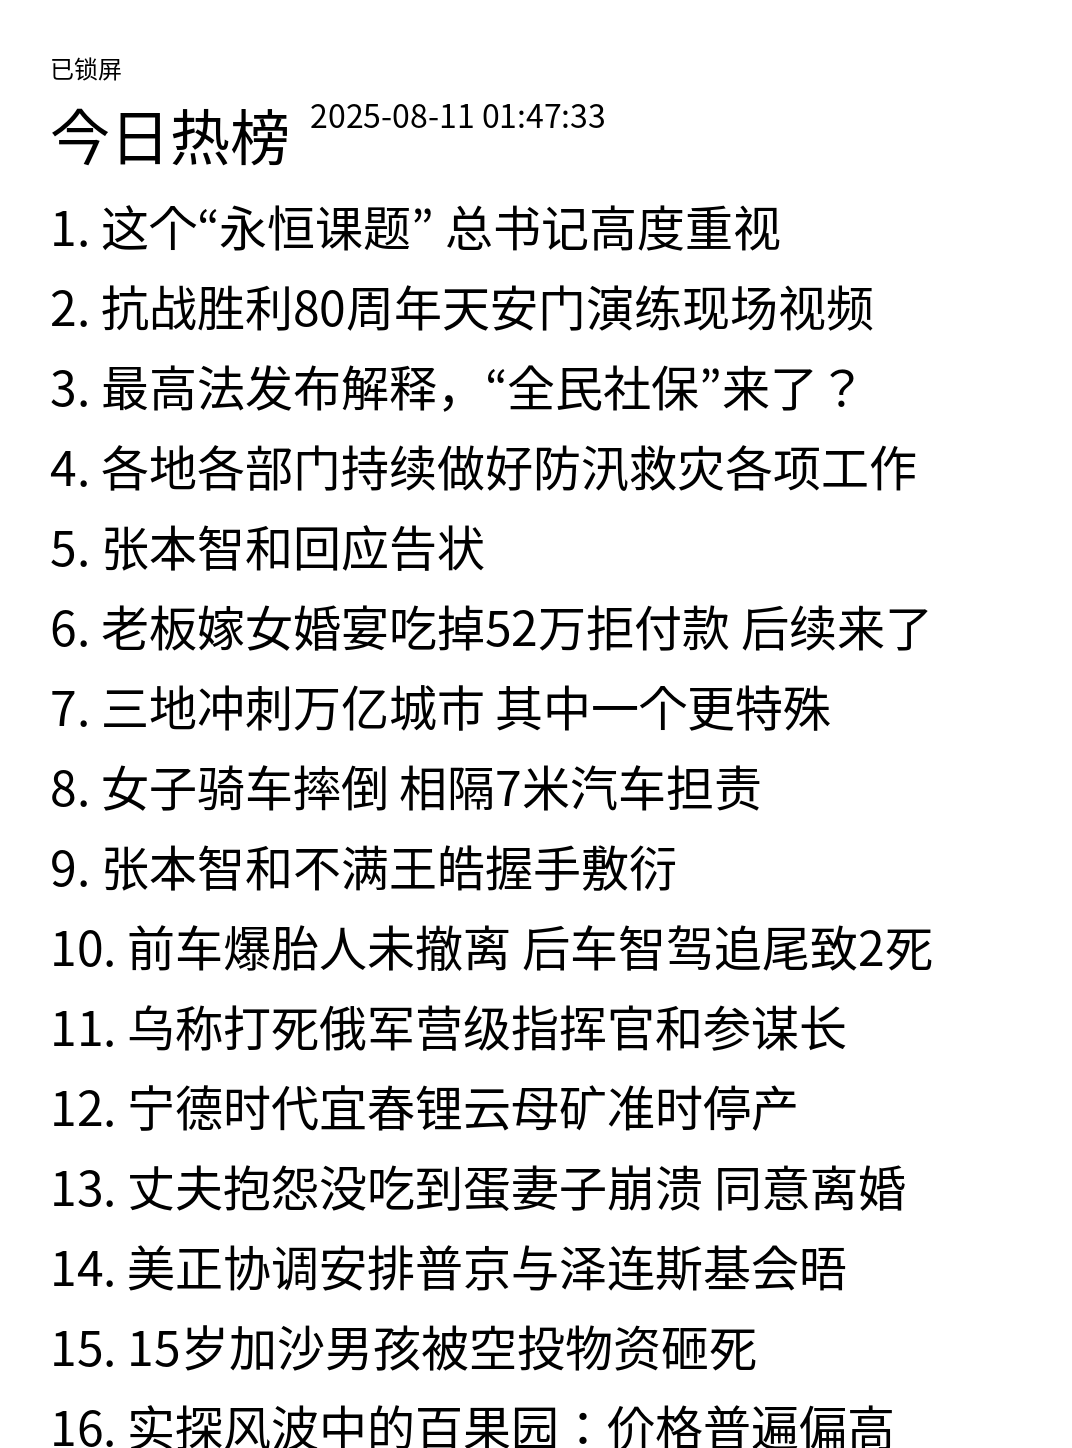 已锁屏
今日热榜 2025-08-11 01:47:33
1. 这个“永恒课题” 总书记高度重视
2. 抗战胜利80周年天安门演练现场视频
3. 最高法发布解释，“全民社保”来了？
4. 各地各部门持续做好防汛救灾各项工作
5. 张本智和回应告状
6. 老板嫁女婚宴吃掉52万拒付款 后续来了
7. 三地冲刺万亿城市 其中一个更特殊
8. 女子骑车摔倒 相隔7米汽车担责
9. 张本智和不满王皓握手敷衍
10. 前车爆胎人未撤离 后车智驾追尾致2死
11. 乌称打死俄军营级指挥官和参谋长
12. 宁德时代宜春锂云母矿准时停产
13. 丈夫抱怨没吃到蛋妻子崩溃 同意离婚
14. 美正协调安排普京与泽连斯基会晤
15. 15岁加沙男孩被空投物资砸死
16. 实探风波中的百果园：价格普遍偏高